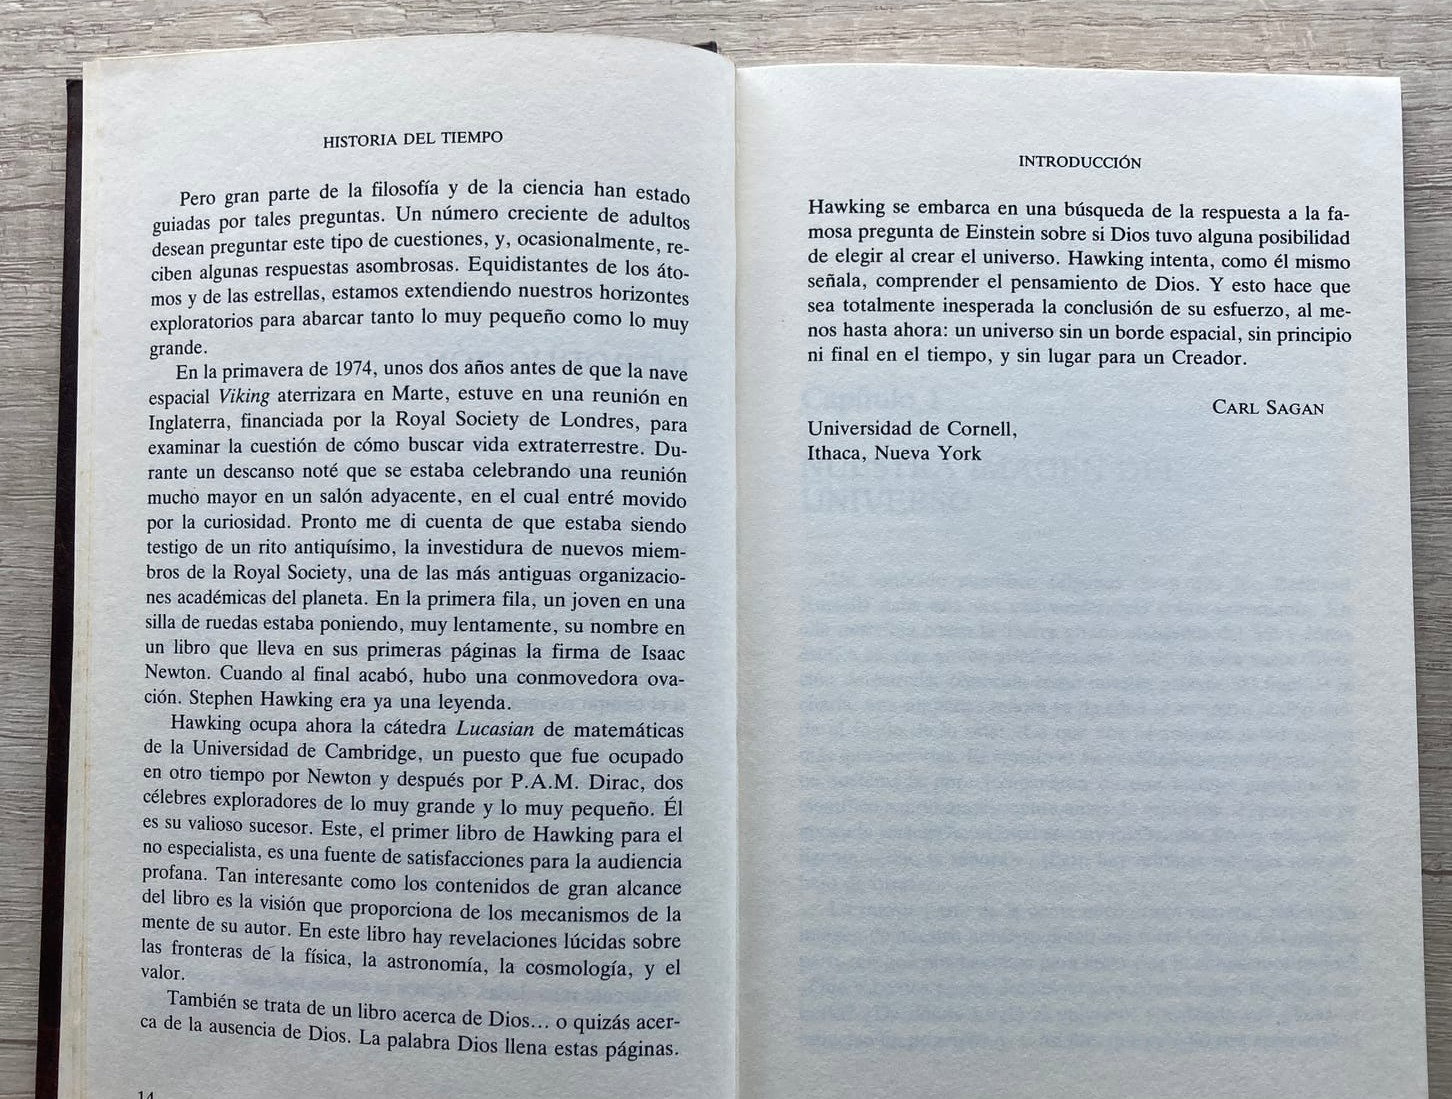 HISTORIA DEL TIEMPO
Pero gran parte de la filosofía y de la ciencia han estado
guiadas por tales preguntas. Un número creciente de adultos
desean preguntar este tipo de cuestiones, y, ocasionalmente, re-
ciben algunas respuestas asombrosas. Equidistantes de los áto-
mos y de las estrellas, estamos extendiendo nuestros horizontes
exploratorios para abarcar tanto lo muy pequeño como lo muy
grande.
En la primavera de 1974, unos dos años antes de que la nave
espacial Viking aterrizara en Marte, estuve en una reunión en
Inglaterra, financiada por la Royal Society de Londres, para
examinar la cuestión de cómo buscar vida extraterrestre. Du-
rante un descanso noté que se estaba celebrando una reunión
mucho mayor en un salón adyacente, en el cual entré movido
por la curiosidad. Pronto me di cuenta de que estaba siendo
testigo de un rito antiquísimo, la investidura de nuevos miem-
bros de la Royal Society, una de las más antiguas organizacio-
nes académicas del planeta. En la primera fila, un joven en una
silla de ruedas estaba poniendo, muy lentamente, su nombre en
un libro que lleva en sus primeras páginas la firma de Isaac
Newton. Cuando al final acabó, hubo una conmovedora ova-
ción. Stephen Hawking era ya una leyenda.
Hawking ocupa ahora la cátedra Lucasian de matemáticas
de la Universidad de Cambridge, un puesto que fue ocupado
en otro tiempo por Newton y después por P.A.M. Dirac, dos
célebres exploradores de lo muy grande y lo muy pequeño. Él
es su valioso sucesor. Este, el primer libro de Hawking para el
no especialista, es una fuente de satisfacciones para la audiencia
profana. Tan interesante como los contenidos de gran alcance
del libro es la visión que proporciona de los mecanismos de la
mente de su autor. En este libro hay revelaciones lúcidas sobre
las fronteras de la física, la astronomía, la cosmología, y el
valor.
También se trata de un libro acerca de Dios... o quizás acer-
ca de la ausencia de Dios. La palabra Dios llena estas páginas.
14
INTRODUCCIÓN
Hawking se embarca en una búsqueda de la respuesta a la fa-
mosa pregunta de Einstein sobre si Dios tuvo alguna posibilidad
de elegir al crear el universo. Hawking intenta, como él mismo
señala, comprender el pensamiento de Dios. Y esto hace que
sea totalmente inesperada la conclusión de su esfuerzo, al me-
nos hasta ahora: un universo sin un borde espacial, sin principio
ni final en el tiempo, y sin lugar para un Creador.
CARL SAGAN
Universidad de Cornell,
Ithaca, Nueva York